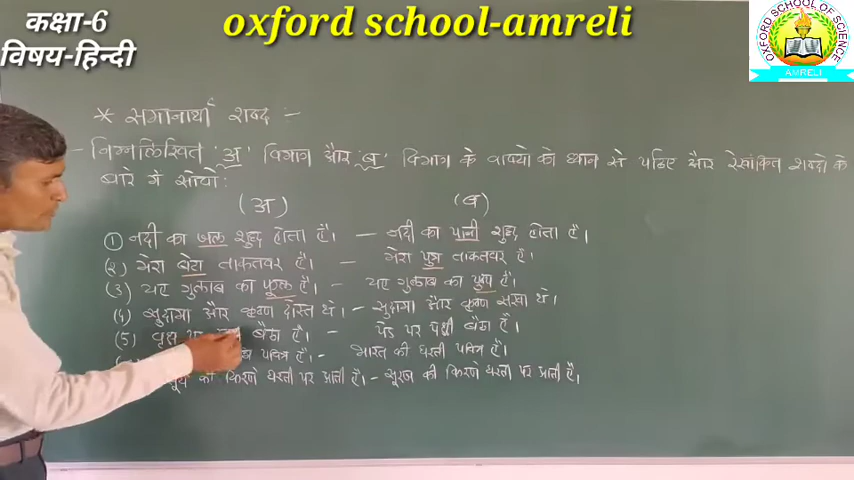 कक्षा-6
विषय-हिन्दी
oxford school-amreli
OXFORD SCHOOL OF SCIENCE
AMRELI
* समानार्थी शब्द :-
- निम्नलिखित 'अ' विभाग और 'ब' विभाग के वाक्यो को ध्यान से पढिए और रेखांकित शब्दो के
बारे में सोचो:
(अ) (ब)
(1) नदी का जल शुद्ध होता है। - नदी का पानी शुद्ध होता है।
(2) मेरा बेटा ताकतवर है। - मेरा पुत्र ताकतवर है।
(3) यह गुलाब का फूल है। - यह गुलाब का पुष्प है।
(4) सुदामा और कृष्ण दोस्त थे। - सुदामा और कृष्ण सखा थे।
(5) वृक्ष पर बैठा है। - पेड पर पक्षी बैठा है।
पवित्र है। - भारत की धरती पवित्र है।
सूर्य की किरणे धरती पर आती है। - सूरज की किरणे धरती पर आती है।